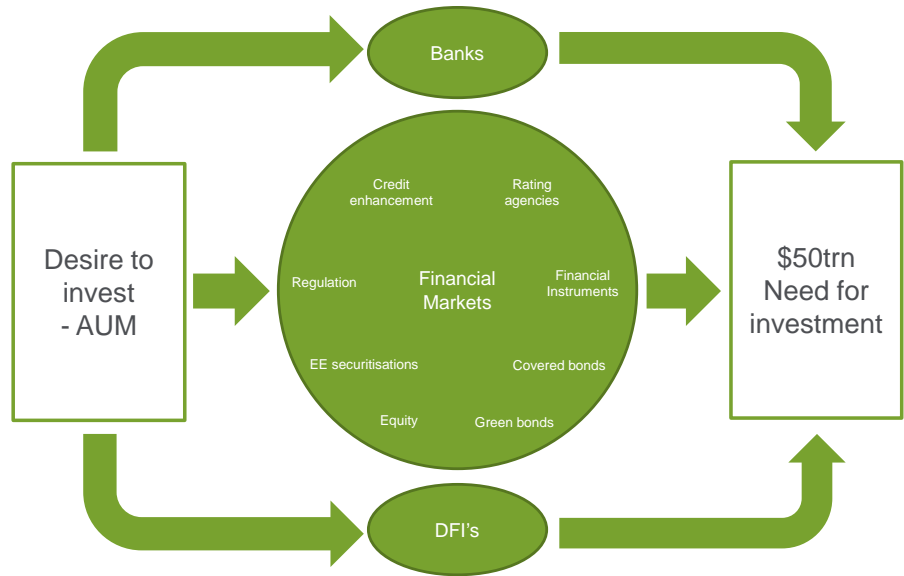 Banks
Credit
enhancement
Rating
agencies
Desire to
invest
- AUM
Regulation
Financial
Markets
Financial
Instruments
$50trn
Need for
investment
EE securitisations
Covered bonds
Equity
Green bonds
DFI's